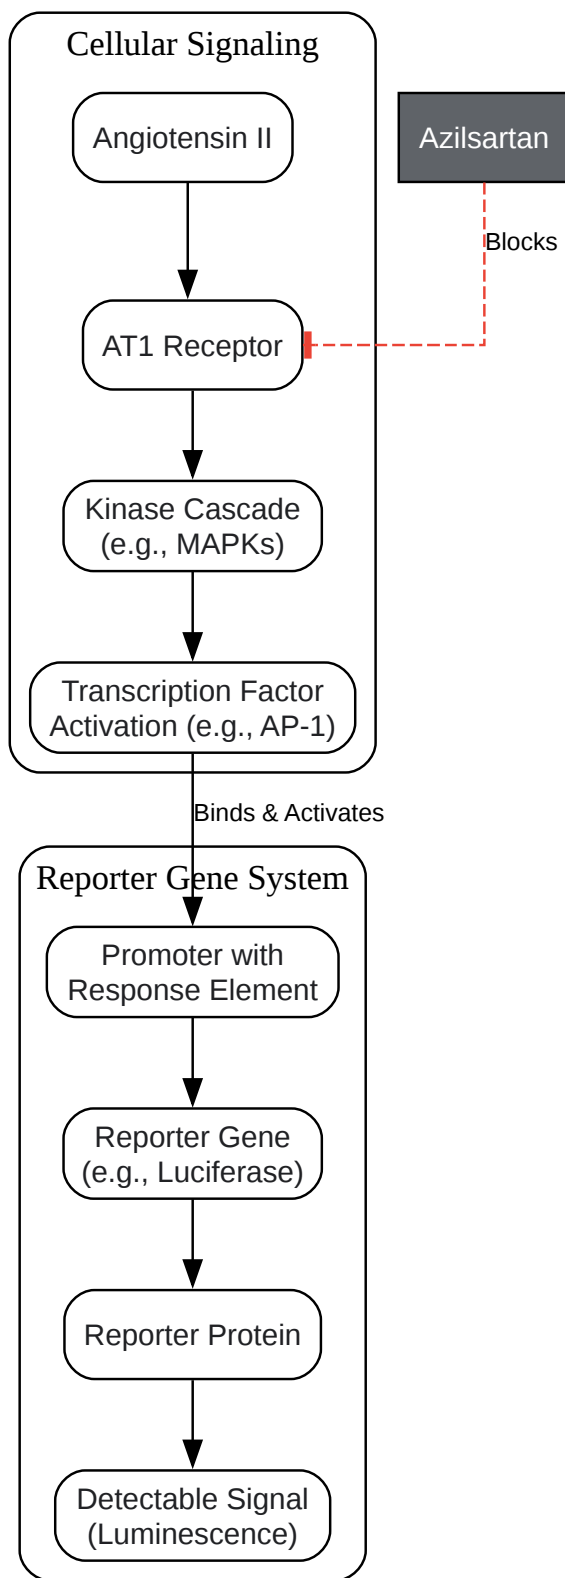 Cellular Signaling
Angiotensin II
Azilsartan
Blocks
AT1 Receptor
Kinase Cascade
(e.g., MAPKs)
Transcription Factor
Activation (e.g., AP-1)
Binds & Activates
Reporter Gene System
Promoter with
Response Element
Reporter Gene
(e.g., Luciferase)
Reporter Protein
Detectable Signal
(Luminescence)